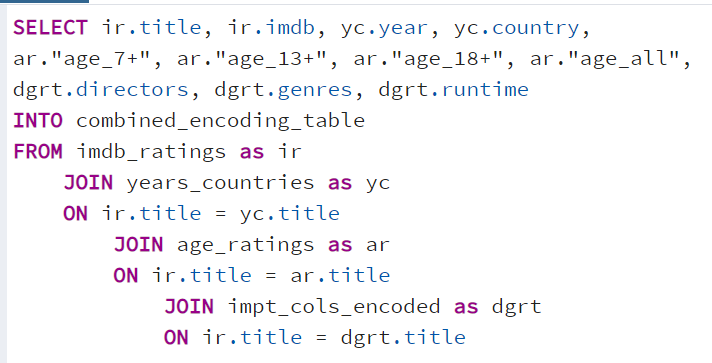 SELECT ir.title, ir.imdb, yc.year, yc.country,
ar."age_7+", ar."age_13+", ar."age_18+", ar."age_all",
dgrt.directors, dgrt.genres, dgrt.runtime
INTO combined_encoding_table
FROM imdb_ratings as ir
    JOIN years_countries as yc
    ON ir.title = yc.title
        JOIN age_ratings as ar
        ON ir.title = ar.title
            JOIN impt_cols_encoded as dgrt
            ON ir.title = dgrt.title